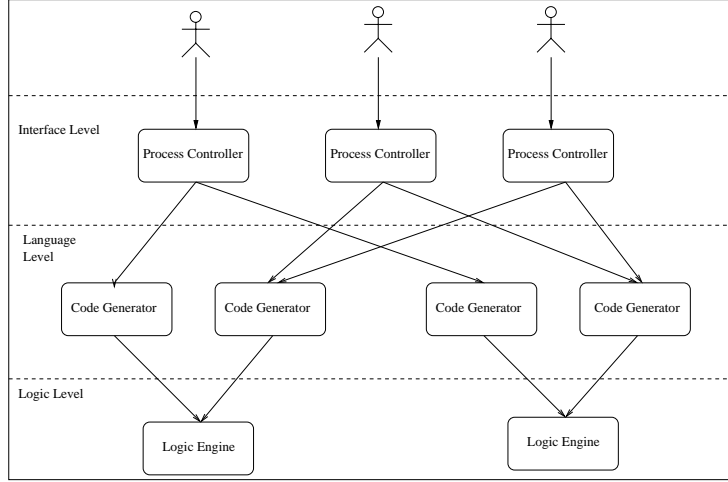 Interface Level
Process Controller
Process Controller
Process Controller
Language
Level
Code Generator
Code Generator
Code Generator
Code Generator
Logic Level
Logic Engine
Logic Engine